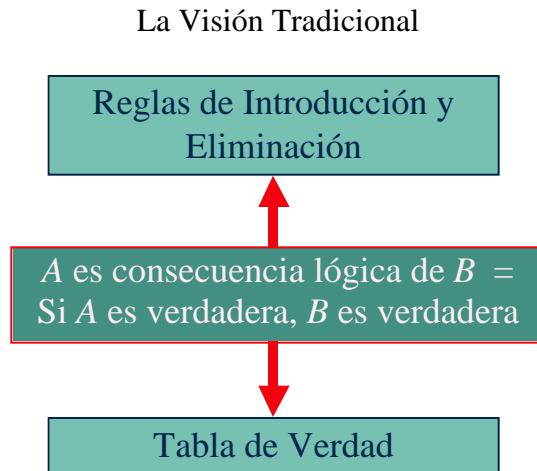 La Visión Tradicional
Reglas de Introducción y
Eliminación
A es consecuencia lógica de B =
Si A es verdadera, B es verdadera
Tabla de Verdad